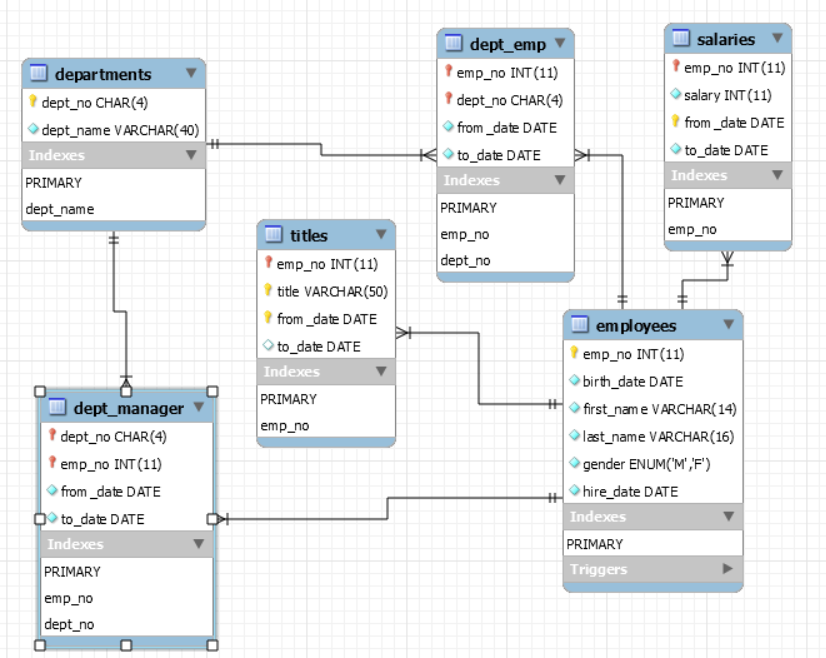 departments
dept_no CHAR(4)
dept_name VARCHAR(40)
Indexes
PRIMARY
dept_name
dept_emp
emp_no INT(11)
dept_no CHAR(4)
from_date DATE
to_date DATE
Indexes
PRIMARY
emp_no
dept_no
salaries
emp_no INT(11)
salary INT(11)
from_date DATE
to_date DATE
Indexes
PRIMARY
emp_no
titles
emp_no INT(11)
title VARCHAR(50)
from_date DATE
to_date DATE
Indexes
PRIMARY
emp_no
employees
emp_no INT(11)
birth_date DATE
first_name VARCHAR(14)
last_name VARCHAR(16)
gender ENUM('M','F')
hire_date DATE
Indexes
PRIMARY
Triggers
dept_manager
dept_no CHAR(4)
emp_no INT(11)
from_date DATE
to_date DATE
Indexes
PRIMARY
emp_no
dept_no